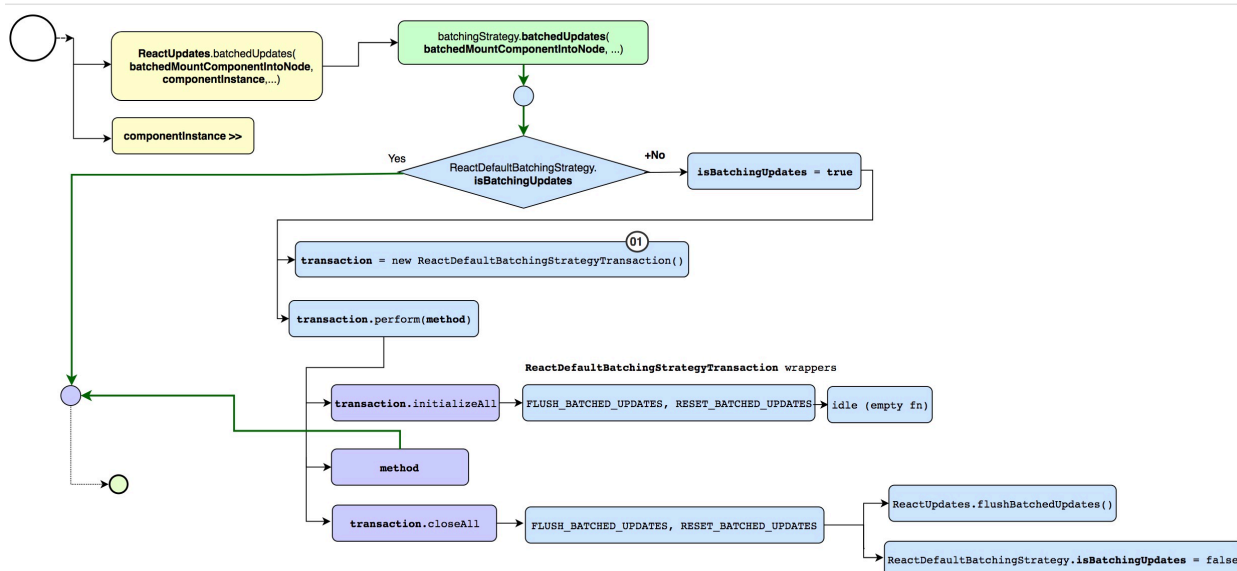 ReactUpdates.batchedUpdates(
batchedMountComponentIntoNode,
componentInstance,...)
batchingStrategy.batchedUpdates(
batchedMountComponentIntoNode, ...)
componentInstance >>
Yes
ReactDefaultBatchingStrategy.
isBatchingUpdates
+No
isBatchingUpdates = true
01
transaction = new ReactDefaultBatchingStrategyTransaction()
transaction.perform(method)
ReactDefaultBatchingStrategyTransaction wrappers
transaction.initializeAll
FLUSH_BATCHED_UPDATES, RESET_BATCHED_UPDATES
idle (empty fn)
method
transaction.closeAll
FLUSH_BATCHED_UPDATES, RESET_BATCHED_UPDATES
ReactUpdates.flushBatchedUpdates()
ReactDefaultBatchingStrategy.isBatchingUpdates = false